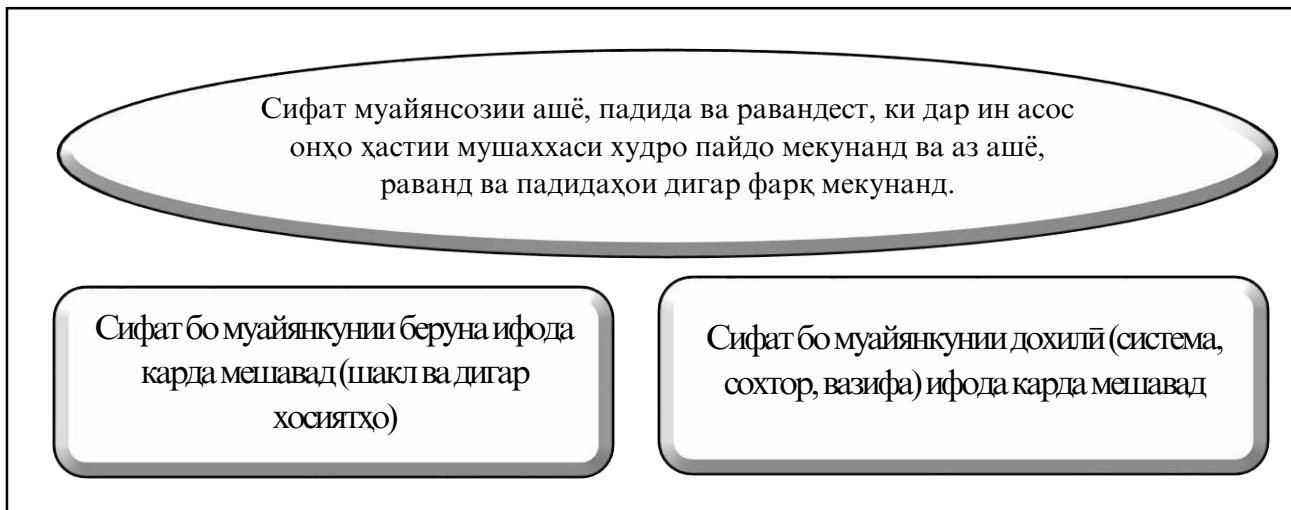 Сифат муайянсозии ашё, падида ва равандест, ки дар ин асос
онҳо ҳастии мушаххаси худро пайдо мекунанд ва аз ашё,
раванд ва падидаҳои дигар фарқ мекунанд.
Сифат бо муайянкунии беруна ифода
карда мешавад (шакл ва дигар
хосиятҳо)
Сифат бо муайянкунии дохилӣ (система,
сохтор, вазифа) ифода карда мешавад